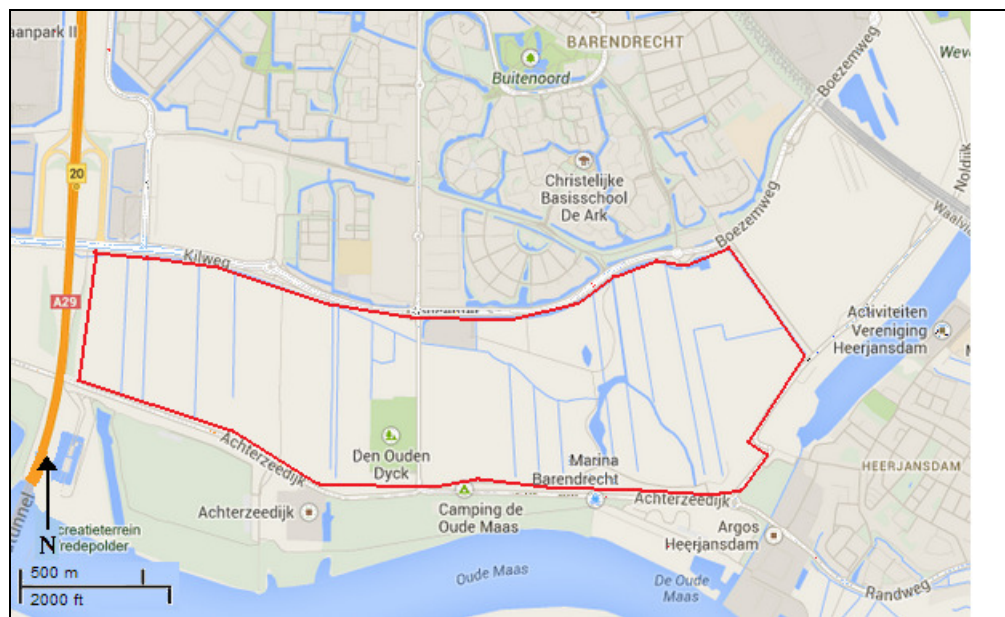 aanpark II
BARENDRECHT
Buitenoord
Boezemweg
Weve
20
Christelijke
Basisschool
De Ark
Noldijk
Boezemweg
Waalvi
Kilweg
A29
Activiteiten
Vereniging
Heerjansdam
Achterzeedijk
Den Ouden
Dyck
Marina
Barendrecht
HEERJANSDAM
Achterzeedijk
Achterzeedijk
Camping de
Oude Maas
Argos
Heerjansdam
tunnel
creatieterrein
redepolder
N
Oude Maas
De Oude
Maas
Randweg
500 m
2000 ft